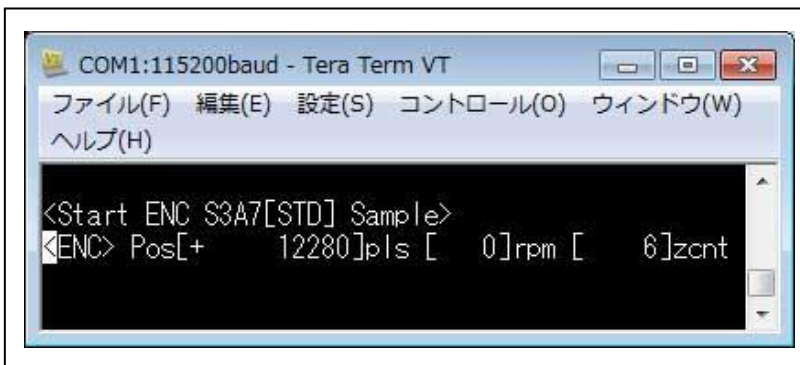 COM1:115200baud - Tera Term VT
ファイル(F) 編集(E) 設定(S) コントロール(O) ウィンドウ(W)
ヘルプ(H)
<Start ENC S3A7[STD] Sample>
<ENC> Pos[+ 12280]pls [ 0]rpm [ 6]zcnt